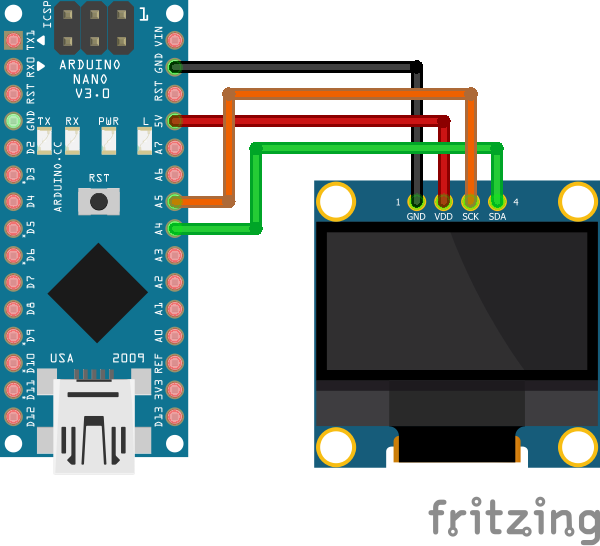 ICSP
1
TX1
RX0
RST
GND
D2
D3
D4
D5
D6
D7
D8
D9
D10
D11
D12
ARDUINO
NANO
V3.0
TX RX PWR L
RST
ARDUINO.CC
USA 2009
VIN
GND
RST
5V
A7
A6
A5
A4
A3
A2
A1
A0
REF
3V3
D13
1 4
GND VDD SCK SDA
fritzing